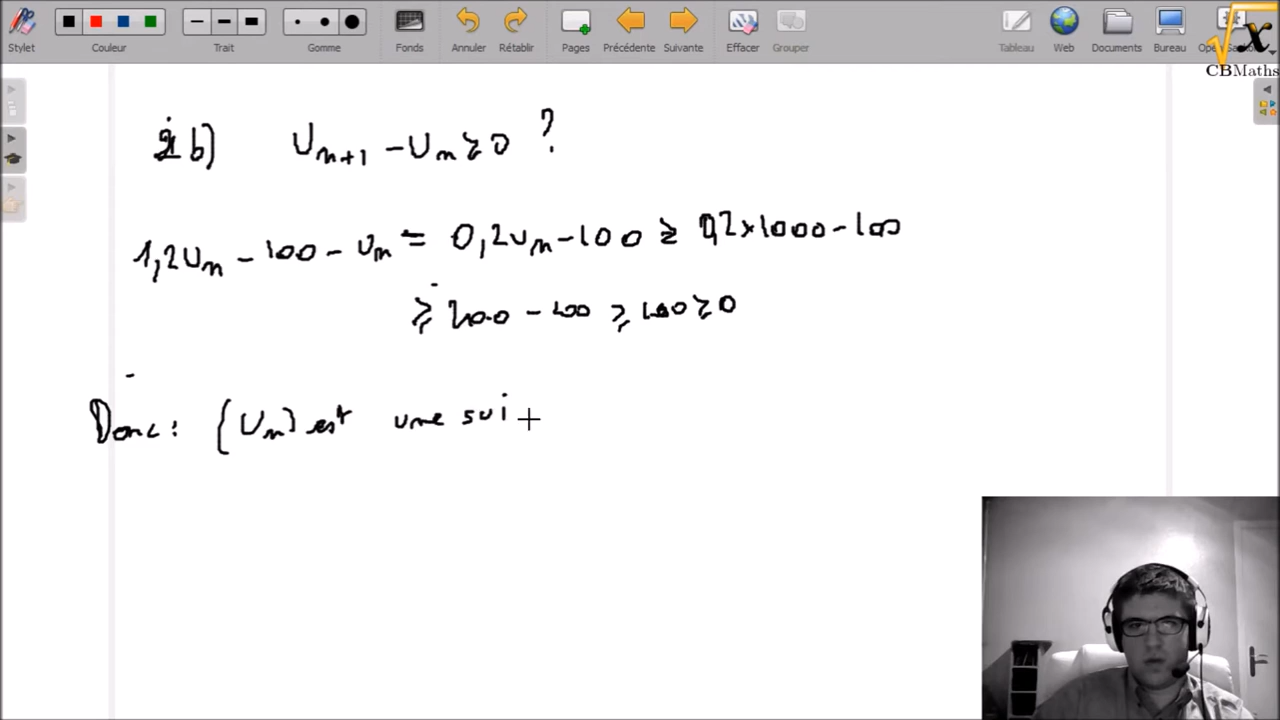 Stylet Couleur Trait Gomme Fonds Annuler Rétablir Pages Précédente Suivante Effacer Grouper Tableau Web Documents Bureau
√x
CBMaths
2b) Un+1 - Un ≥ 0 ?
1,2Un - 100 - Un = 0,2Un - 100 ≥ 0,2×1000 - 100
≥ 200 - 100 ≥ 100 ≥ 0
Donc : (Un) est une sui